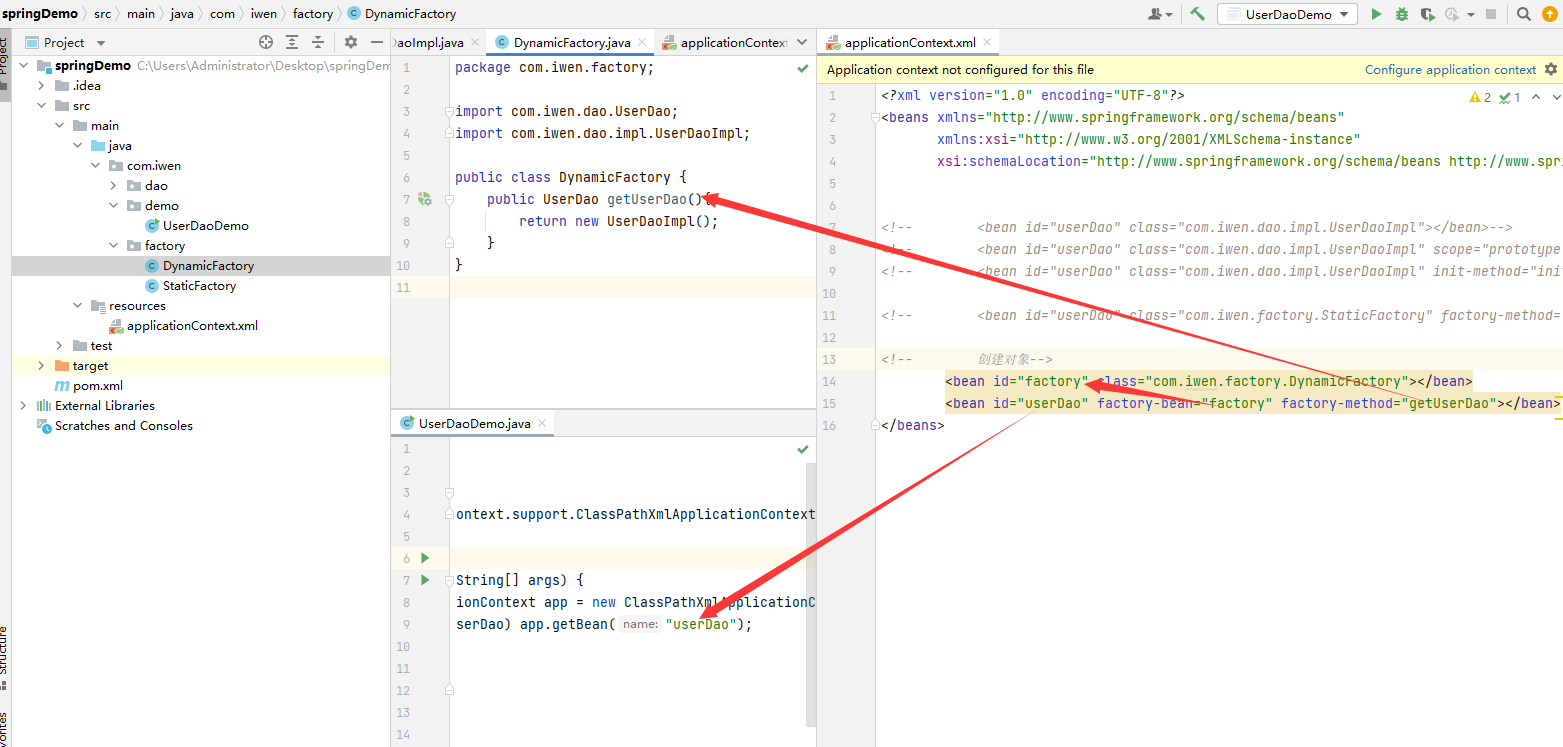 springDemo src main java com iwen factory DynamicFactory
UserDaoDemo
Project
Project
springDemo C:\Users\Administrator\Desktop\springDem
.idea
src
main
java
com.iwen
dao
demo
UserDaoDemo
factory
DynamicFactory
StaticFactory
resources
applicationContext.xml
test
target
pom.xml
External Libraries
Scratches and Consoles
Structure
DaoImpl.java
DynamicFactory.java
applicationContext
1 package com.iwen.factory;
2
3 import com.iwen.dao.UserDao;
4 import com.iwen.dao.impl.UserDaoImpl;
5
6 public class DynamicFactory {
7 public UserDao getUserDao(){
8 return new UserDaoImpl();
9 }
10 }
11
UserDaoDemo.java
1
2
3
4 ontext.support.ClassPathXmlApplicationContext
5
6
7 String[] args) {
8 ionContext app = new ClassPathXmlApplicationC
9 serDao) app.getBean( name: "userDao");
10
11
12
13
14
applicationContext.xml
Application context not configured for this file Configure application context
2 1
1 <?xml version="1.0" encoding="UTF-8"?>
2 <beans xmlns="http://www.springframework.org/schema/beans"
3 xmlns:xsi="http://www.w3.org/2001/XMLSchema-instance"
4 xsi:schemaLocation="http://www.springframework.org/schema/beans http://www.spr
5
6
7 <!-- <bean id="userDao" class="com.iwen.dao.impl.UserDaoImpl"></bean>-->
8 <!-- <bean id="userDao" class="com.iwen.dao.impl.UserDaoImpl" scope="prototype
9 <!-- <bean id="userDao" class="com.iwen.dao.impl.UserDaoImpl" init-method="ini
10
11 <!-- <bean id="userDao" class="com.iwen.factory.StaticFactory" factory-method=
12
13 <!-- 创建对象-->
14 <bean id="factory" class="com.iwen.factory.DynamicFactory"></bean>
15 <bean id="userDao" factory-bean="factory" factory-method="getUserDao"></bean>
16 </beans>